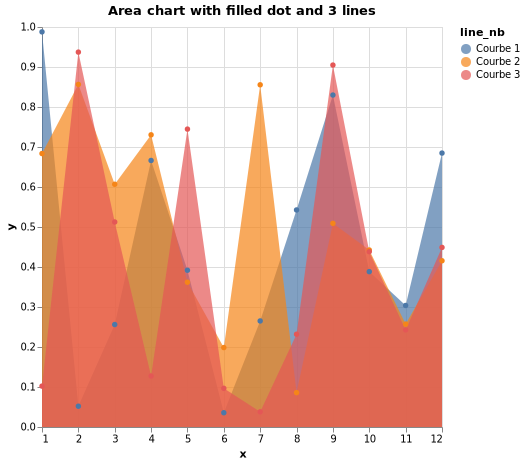 Area chart with filled dot and 3 lines
line_nb
Courbe 1
Courbe 2
Courbe 3
1.0
0.9
0.8
0.7
0.6
0.5
0.4
0.3
0.2
0.1
0.0
y
1 2 3 4 5 6 7 8 9 10 11 12
x